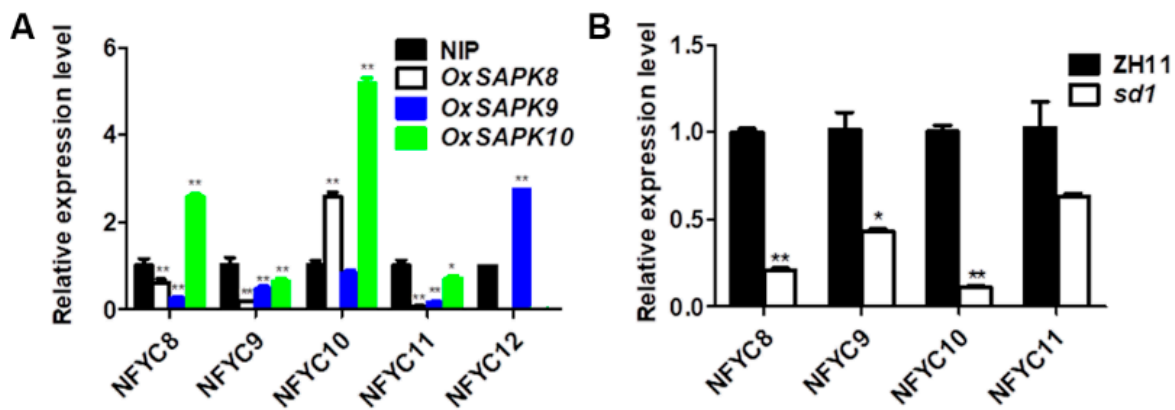 A
Relative expression level
6
4
2
0
NIP
OxSAPK8
OxSAPK9
OxSAPK10
**
**
**
**
**
**
**
**
**
**
*
**
NFYC8
NFYC9
NFYC10
NFYC11
NFYC12
B
Relative expression level
1.5
1.0
0.5
0.0
ZH11
sd1
**
*
**
NFYC8
NFYC9
NFYC10
NFYC11